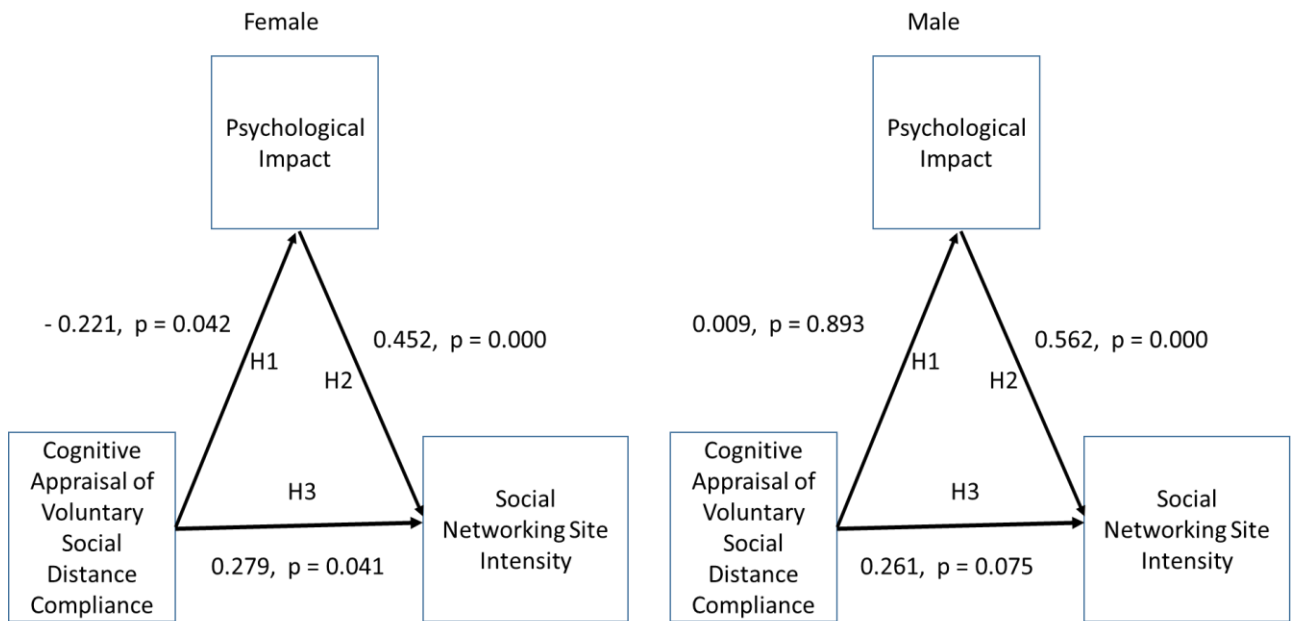 Female
Psychological
Impact
- 0.221, p = 0.042
0.452, p = 0.000
H1
H2
Cognitive
Appraisal of
Voluntary
Social
Distance
Compliance
H3
0.279, p = 0.041
Social
Networking Site
Intensity
Male
Psychological
Impact
0.009, p = 0.893
0.562, p = 0.000
H1
H2
Cognitive
Appraisal of
Voluntary
Social
Distance
Compliance
H3
0.261, p = 0.075
Social
Networking Site
Intensity